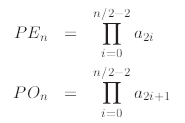 PE_n = \prod_{i=0}^{n/2-2} a_{2i}
PO_n = \prod_{i=0}^{n/2-2} a_{2i+1}